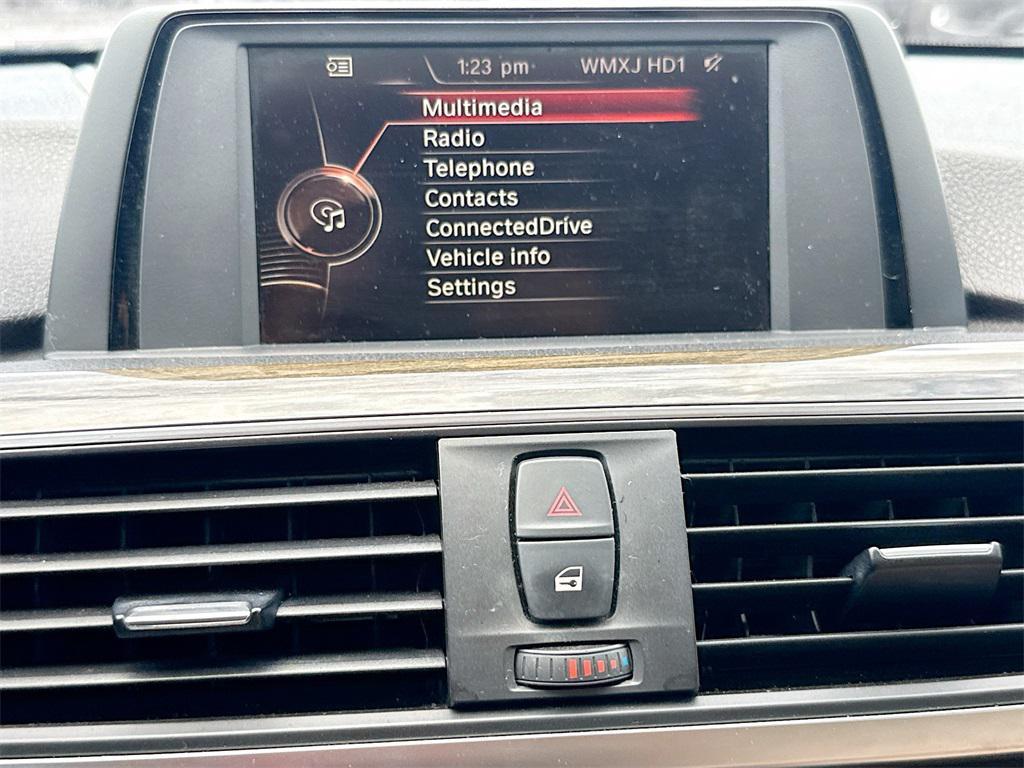 1:23 pm WMXJ HD1
Multimedia
Radio
Telephone
Contacts
ConnectedDrive
Vehicle info
Settings